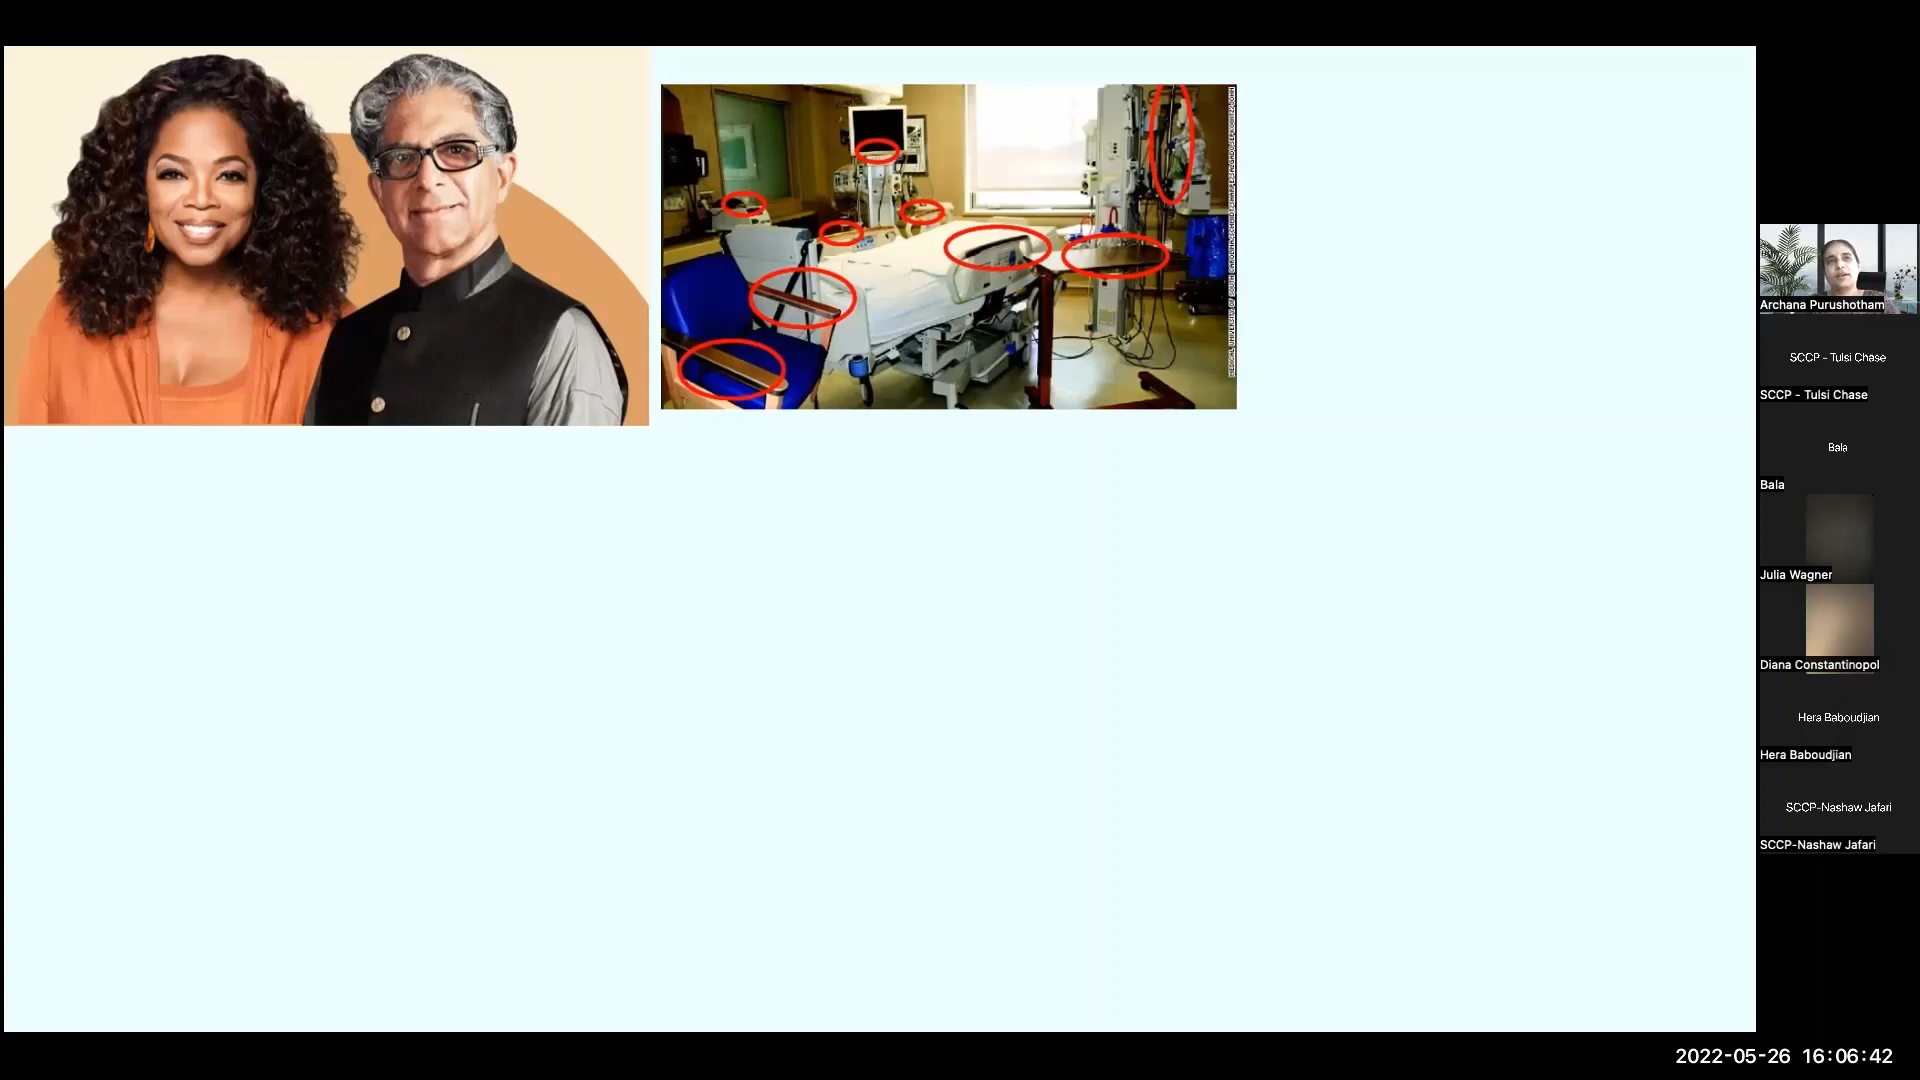 Archana Purushotham
SCCP - Tulsi Chase
SCCP - Tulsi Chase
Bala
Bala
Julia Wagner
Diana Constantinopol
Hera Baboudjian
Hera Baboudjian
SCCP-Nashaw Jafari
SCCP-Nashaw Jafari
2022-05-26 16:06:42